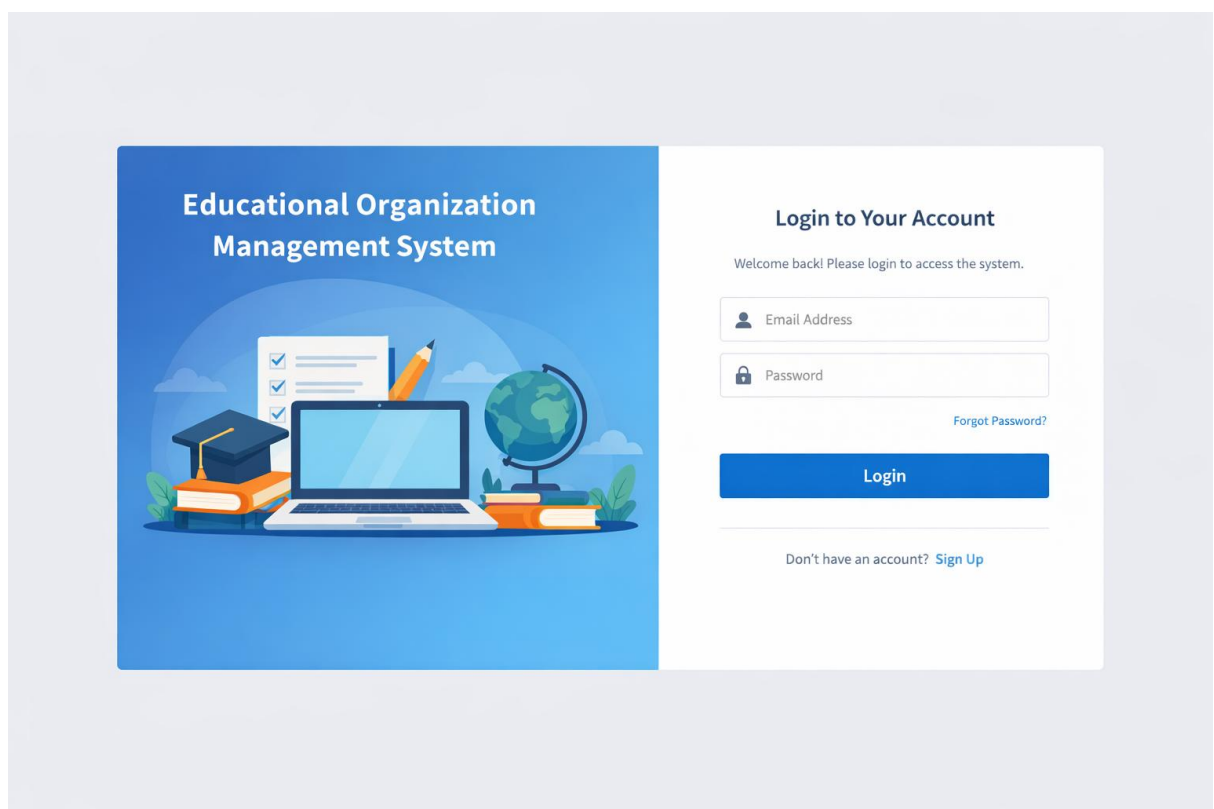 Educational Organization
Management System
Login to Your Account
Welcome back! Please login to access the system.
Email Address
Password
Forgot Password?
Login
Don't have an account? Sign Up